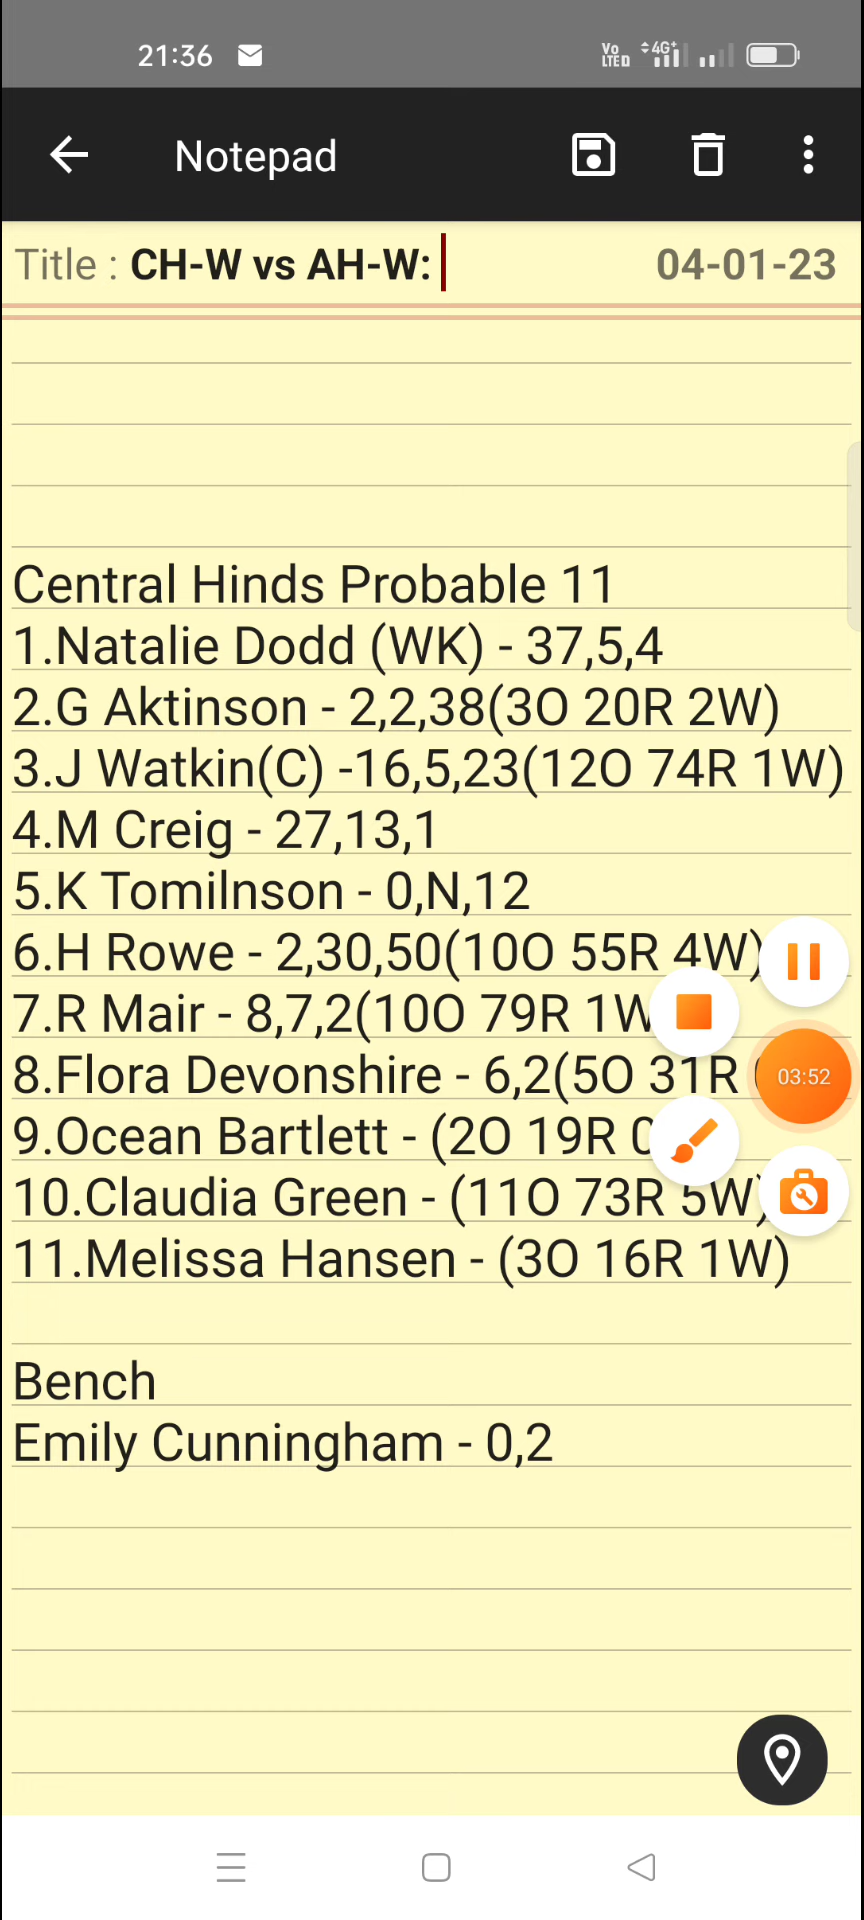 21:36
Vo LTE D 4G+
Notepad
Title : CH-W vs AH-W: 04-01-23
Central Hinds Probable 11
1.Natalie Dodd (WK) - 37,5,4
2.G Aktinson - 2,2,38(3O 20R 2W)
3.J Watkin(C) -16,5,23(12O 74R 1W)
4.M Creig - 27,13,1
5.K Tomilnson - 0,N,12
6.H Rowe - 2,30,50(10O 55R 4W)
7.R Mair - 8,7,2(10O 79R 1W
8.Flora Devonshire - 6,2(5O 31R
03:52
9.Ocean Bartlett - (2O 19R
10.Claudia Green - (11O 73R 5W)
11.Melissa Hansen - (3O 16R 1W)
Bench
Emily Cunningham - 0,2